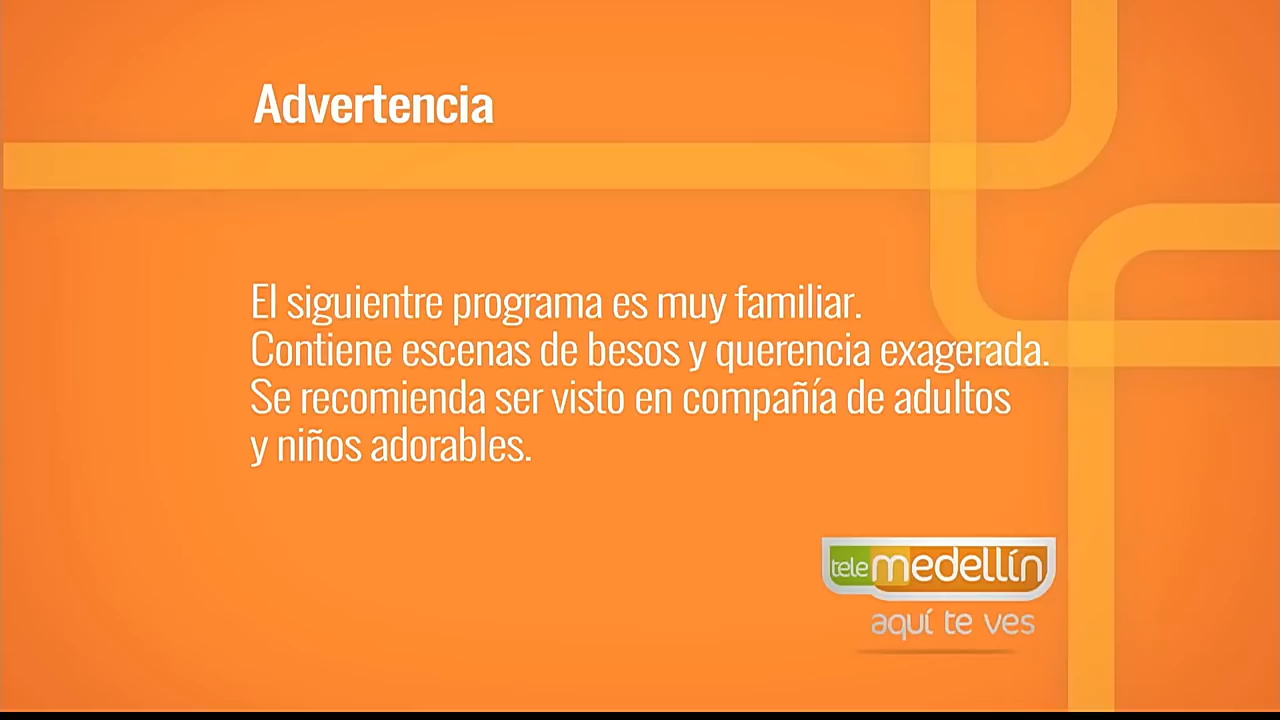 Advertencia
El siguientre programa es muy familiar.
Contiene escenas de besos y querencia exagerada.
Se recomienda ser visto en compañía de adultos
y niños adorables.
telemedellín
aquí te ves